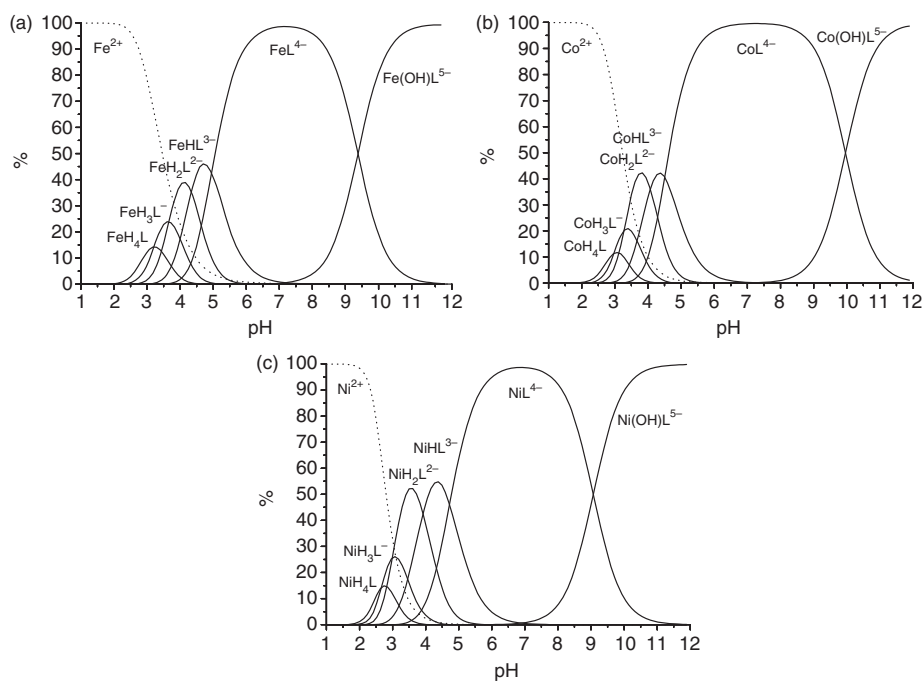 (a)
100
90
80
70
60
50
40
30
20
10
0
%
Fe²⁺
FeL⁴⁻
Fe(OH)L⁵⁻
FeHL³⁻
FeH₂L²⁻
FeH₃L⁻
FeH₄L
1 2 3 4 5 6 7 8 9 10 11 12
pH
(b)
100
90
80
70
60
50
40
30
20
10
0
%
Co²⁺
CoL⁴⁻
Co(OH)L⁵⁻
CoHL³⁻
CoH₂L²⁻
CoH₃L⁻
CoH₄L
1 2 3 4 5 6 7 8 9 10 11 12
pH
(c)
100
90
80
70
60
50
40
30
20
10
0
%
Ni²⁺
NiL⁴⁻
Ni(OH)L⁵⁻
NiHL³⁻
NiH₂L²⁻
NiH₃L⁻
NiH₄L
1 2 3 4 5 6 7 8 9 10 11 12
pH